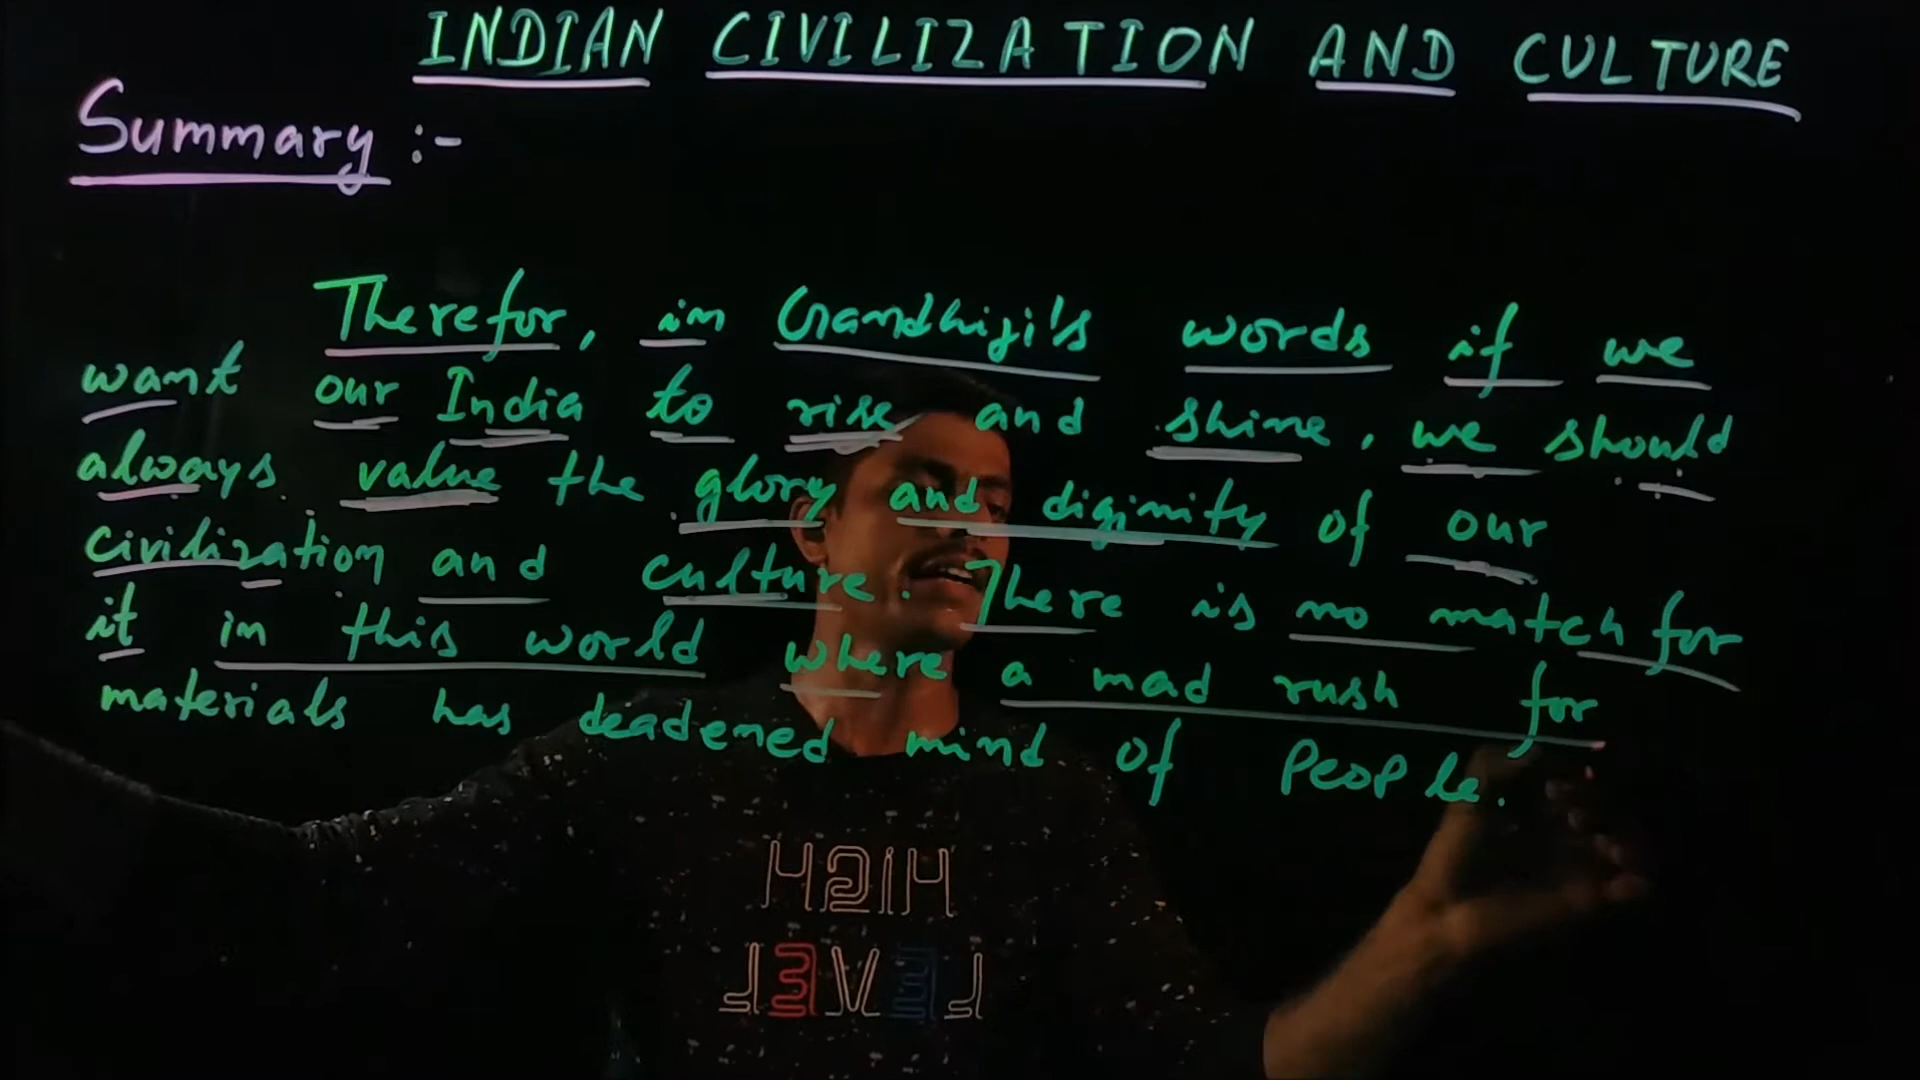 INDIAN CIVILIZATION AND CULTURE
Summary :-
Therefor, in Gandhiji's words if we
want our India to rise and shine, we should
always value the glory and diginity of our
civilization and culture. There is no match for
it in this world where a mad rush for
materials has deadened mind of People.
HIGH
LEVEL